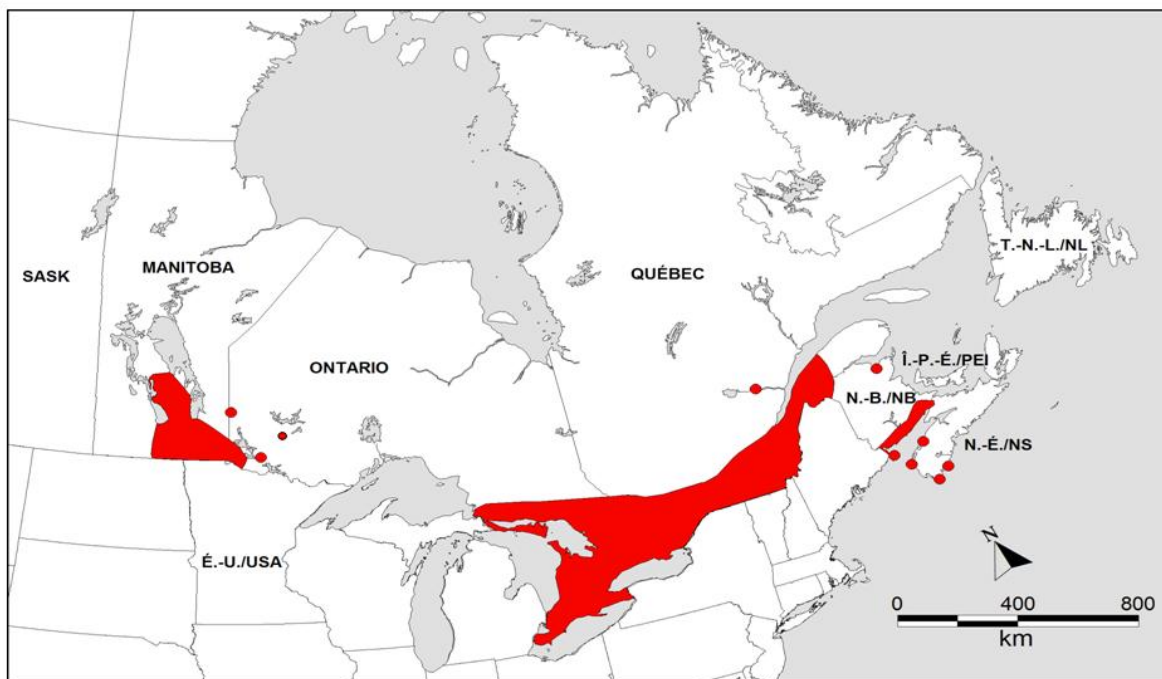 T.-N.-L./NL
MANITOBA
SASK
QUÉBEC
ONTARIO
Î.-P.-É./PEI
N.-B./NB
N.-É./NS
É.-U./USA
N
0 400 800
km